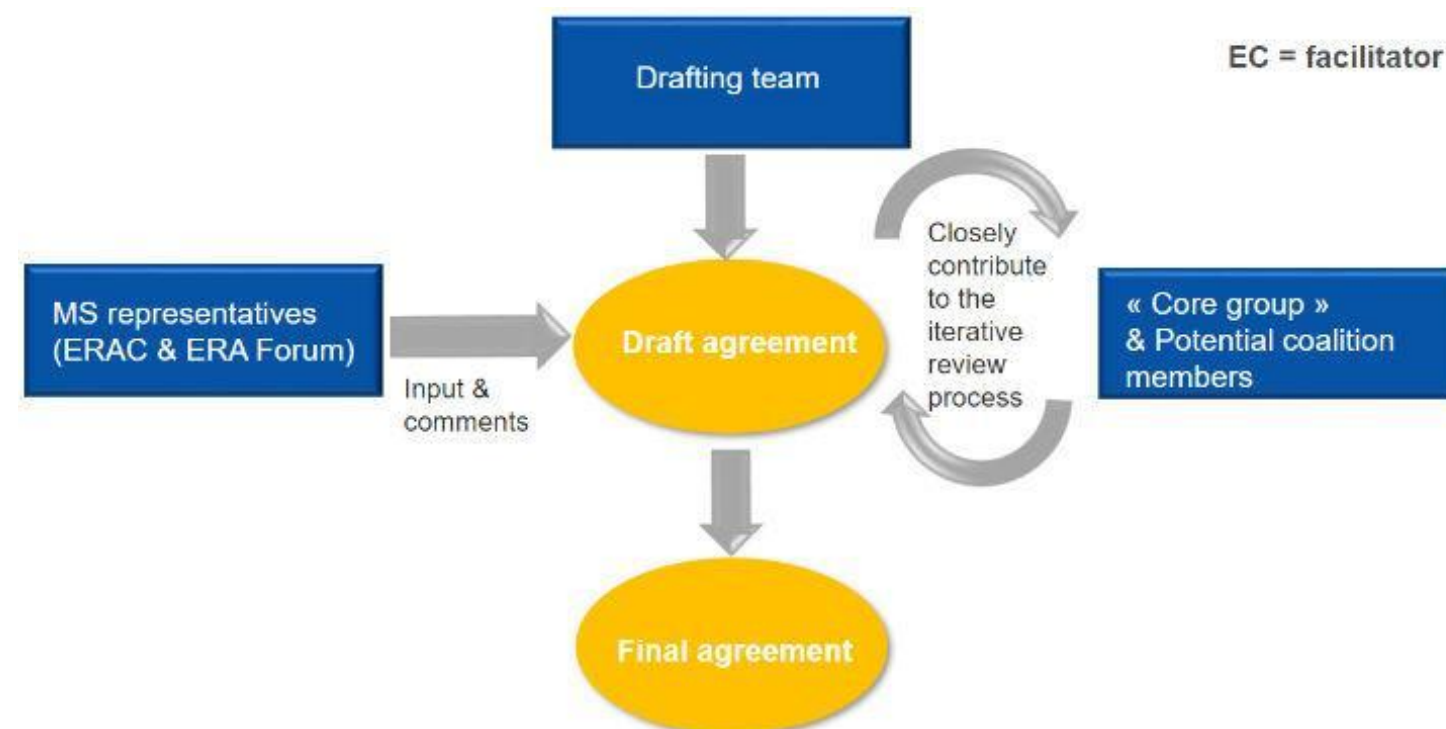 Drafting team
EC = facilitator
MS representatives
(ERAC & ERA Forum)
Input &
comments
Draft agreement
Closely
contribute
to the
iterative
review
process
« Core group »
& Potential coalition
members
Final agreement